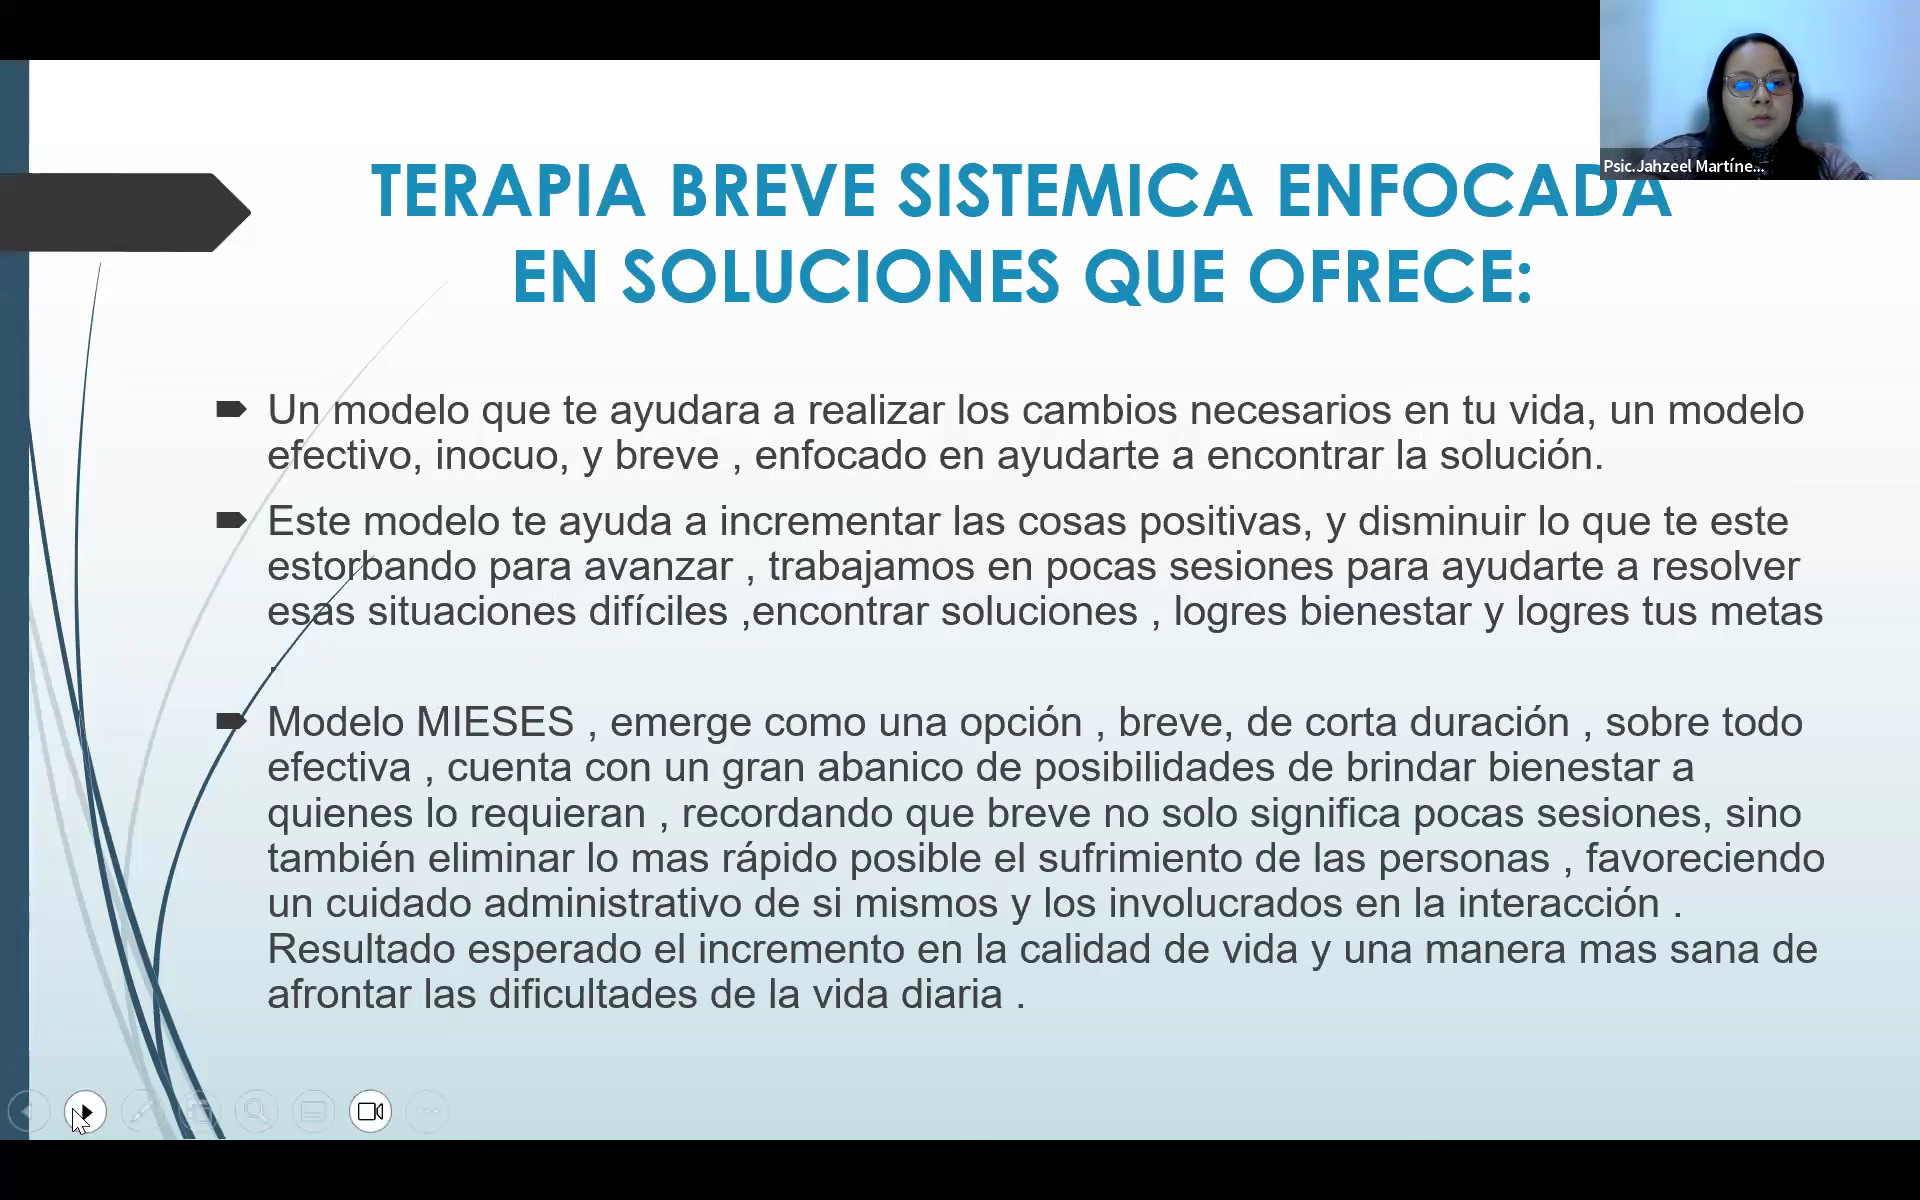 Psic.Jahzeel Martíne...
TERAPIA BREVE SISTEMICA ENFOCADA
EN SOLUCIONES QUE OFRECE:
Un modelo que te ayudara a realizar los cambios necesarios en tu vida, un modelo
efectivo, inocuo, y breve , enfocado en ayudarte a encontrar la solución.
Este modelo te ayuda a incrementar las cosas positivas, y disminuir lo que te este
estorbando para avanzar , trabajamos en pocas sesiones para ayudarte a resolver
esas situaciones difíciles ,encontrar soluciones , logres bienestar y logres tus metas
.
Modelo MIESES , emerge como una opción , breve, de corta duración , sobre todo
efectiva , cuenta con un gran abanico de posibilidades de brindar bienestar a
quienes lo requieran , recordando que breve no solo significa pocas sesiones, sino
también eliminar lo mas rápido posible el sufrimiento de las personas , favoreciendo
un cuidado administrativo de si mismos y los involucrados en la interacción .
Resultado esperado el incremento en la calidad de vida y una manera mas sana de
afrontar las dificultades de la vida diaria .